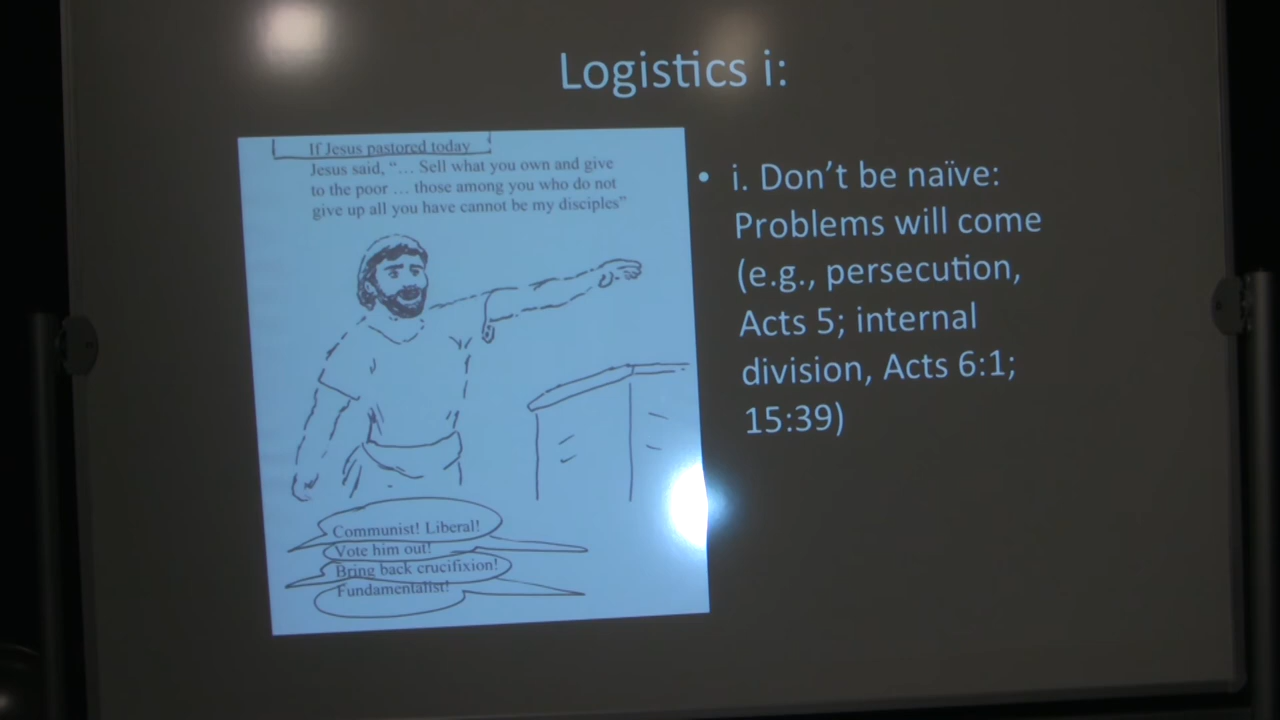 Logistics i:
If Jesus pastored today
Jesus said, “... Sell what you own and give
to the poor ... those among you who do not
give up all you have cannot be my disciples”
Communist! Liberal!
Vote him out!
Bring back crucifixion!
Fundamentalist!
• i. Don’t be naïve:
Problems will come
(e.g., persecution,
Acts 5; internal
division, Acts 6:1;
15:39)